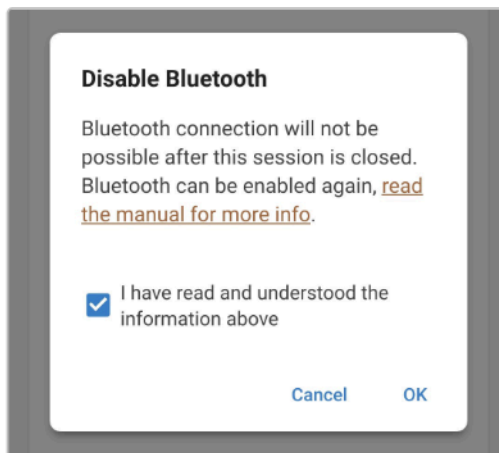 Disable Bluetooth
Bluetooth connection will not be
possible after this session is closed.
Bluetooth can be enabled again, read
the manual for more info.
I have read and understood the
information above
Cancel OK